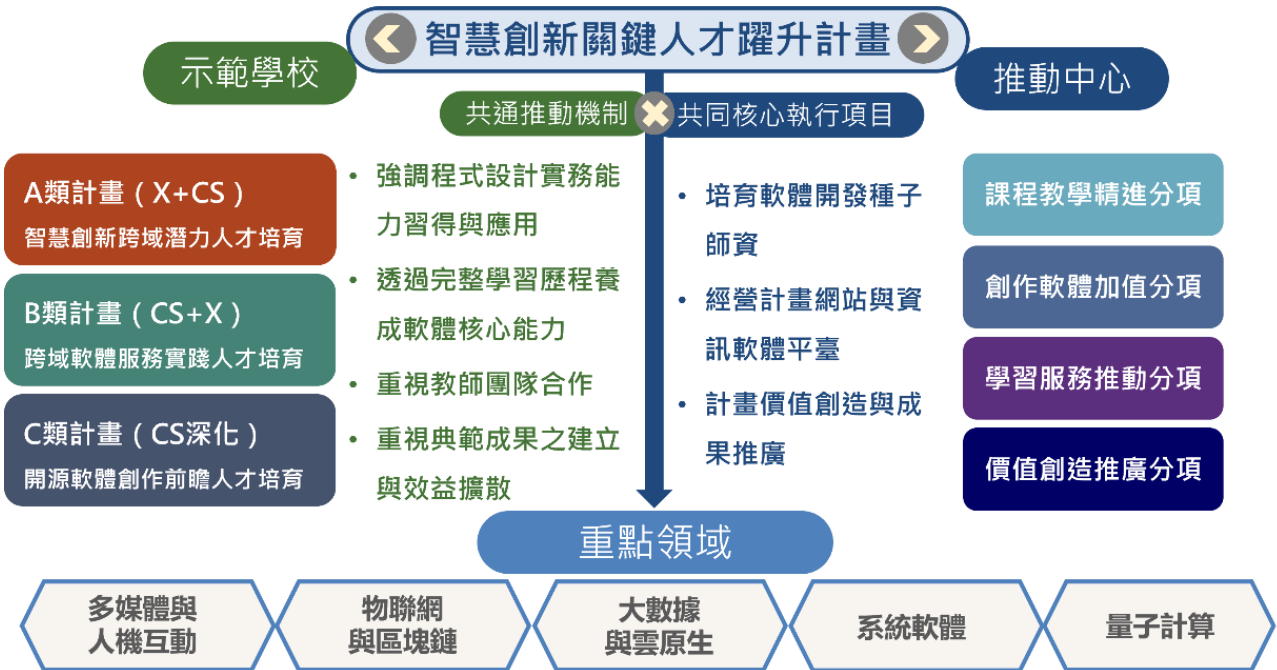 智慧創新關鍵人才躍升計畫
示範學校
推動中心
共通推動機制
共同核心執行項目
A類計畫（X+CS）
智慧創新跨域潛力人才培育
B類計畫（CS+X）
跨域軟體服務實踐人才培育
C類計畫（CS深化）
開源軟體創作前瞻人才培育
• 強調程式設計實務能
力習得與應用
• 透過完整學習歷程養
成軟體核心能力
• 重視教師團隊合作
• 重視典範成果之建立
與效益擴散
• 培育軟體開發種子
師資
• 經營計畫網站與資
訊軟體平臺
• 計畫價值創造與成
果推廣
課程教學精進分項
創作軟體加值分項
學習服務推動分項
價值創造推廣分項
重點領域
多媒體與
人機互動
物聯網
與區塊鏈
大數據
與雲原生
系統軟體
量子計算